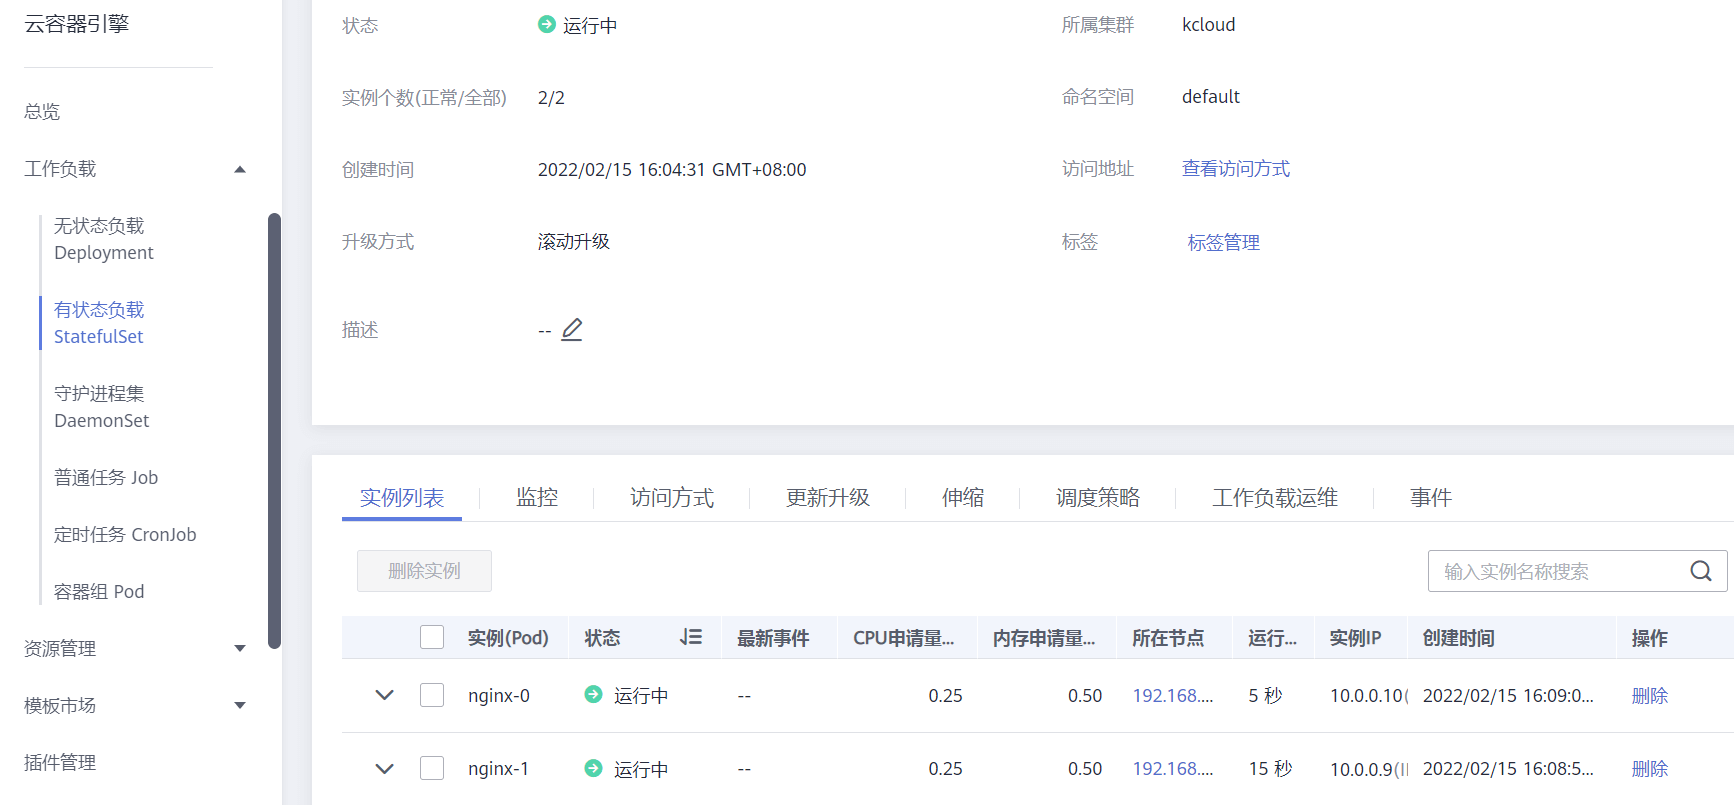 云容器引擎
总览
工作负载
无状态负载
Deployment
有状态负载
StatefulSet
守护进程集
DaemonSet
普通任务 Job
定时任务 CronJob
容器组 Pod
资源管理
模板市场
插件管理
状态 运行中 所属集群 kcloud
实例个数(正常/全部) 2/2 命名空间 default
创建时间 2022/02/15 16:04:31 GMT+08:00 访问地址 查看访问方式
升级方式 滚动升级 标签 标签管理
描述 --
实例列表 监控 访问方式 更新升级 伸缩 调度策略 工作负载运维 事件
删除实例 输入实例名称搜索
实例(Pod) 状态 最新事件 CPU申请量... 内存申请量... 所在节点 运行... 实例IP 创建时间 操作
nginx-0 运行中 -- 0.25 0.50 192.168.... 5 秒 10.0.0.10( 2022/02/15 16:09:0... 删除
nginx-1 运行中 -- 0.25 0.50 192.168.... 15 秒 10.0.0.9(I 2022/02/15 16:08:5... 删除